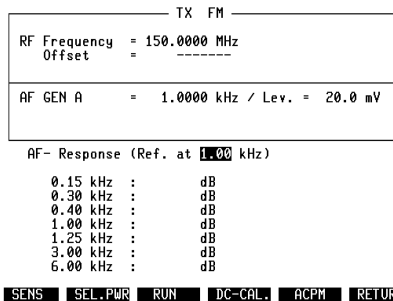 TX FM
RF Frequency = 150.0000 MHz
Offset = -------
AF GEN A = 1.0000 kHz / Lev. = 20.0 mV
AF- Response (Ref. at 1.00 kHz)
0.15 kHz : dB
0.30 kHz : dB
0.40 kHz : dB
1.00 kHz : dB
1.25 kHz : dB
3.00 kHz : dB
6.00 kHz : dB
SENS SEL.PWR RUN DC-CAL. ACPM RETUR